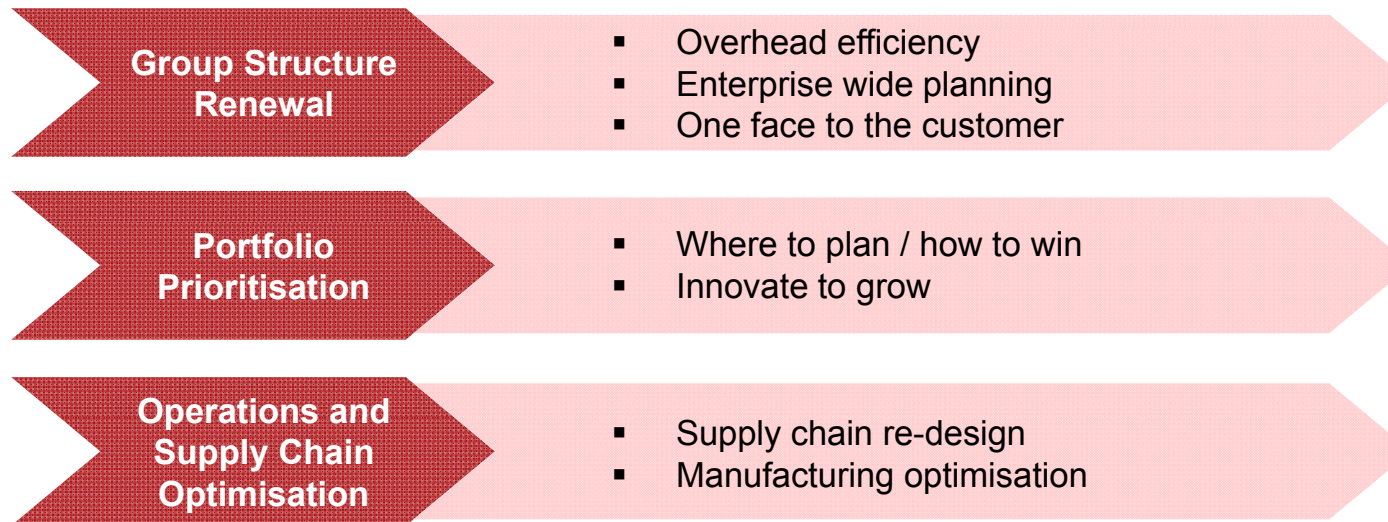 Group Structure
Renewal
▪ Overhead efficiency
▪ Enterprise wide planning
▪ One face to the customer
Portfolio
Prioritisation
▪ Where to plan / how to win
▪ Innovate to grow
Operations and
Supply Chain
Optimisation
▪ Supply chain re-design
▪ Manufacturing optimisation